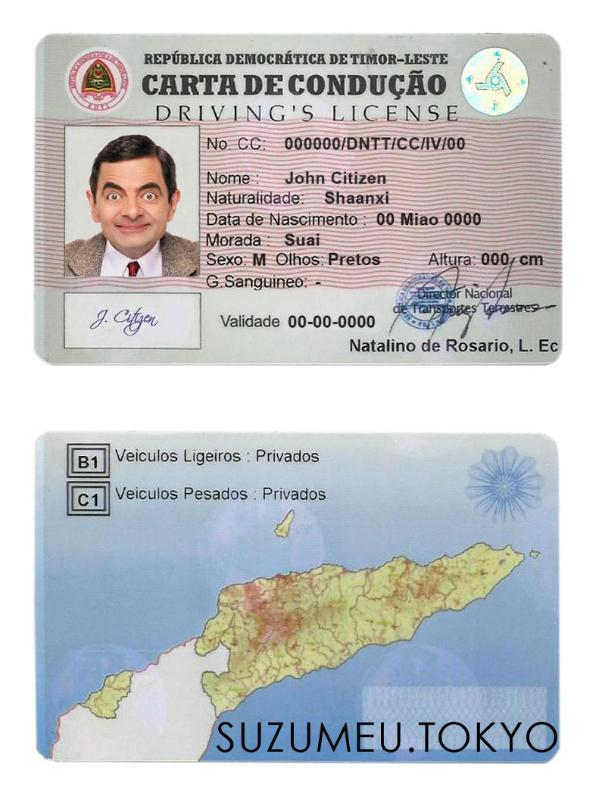 REPÚBLICA DEMOCRÁTICA DE TIMOR-LESTE
CARTA DE CONDUÇÃO
DRIVING'S LICENSE
No. CC: 000000/DNTT/CC/IV/00
Nome : John Citizen
Naturalidade: Shaanxi
Data de Nascimento : 00 Miao 0000
Morada : Suai
Sexo: M Olhos: Pretos Altura: 000 cm
G.Sanguineo: -
Director Nacional
de Transportes Terrestres
J. Citizen
Validade 00-00-0000
Natalino de Rosario, L. Ec
B1 Veiculos Ligeiros : Privados
C1 Veiculos Pesados : Privados
SUZUMEU.TOKYO